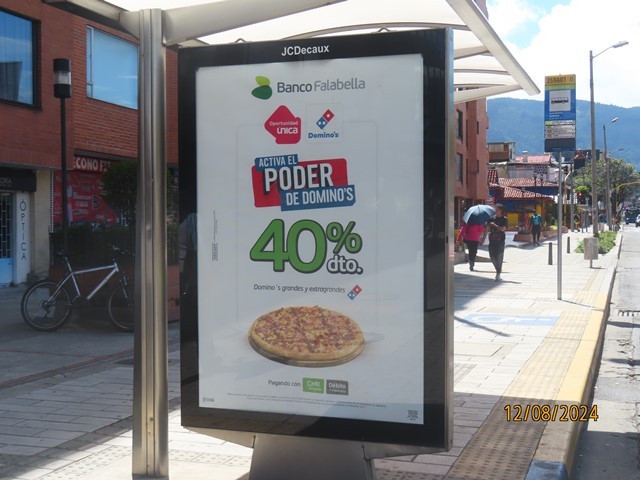 JCDecaux
Banco Falabella
Oportunidad
única
Domino's
ACTIVA EL
PODER
DE DOMINO'S
40%
dto.
Domino's grandes y extragrandes
Pagando con
CMR
Débito
ÓPTICA
12/08/2024